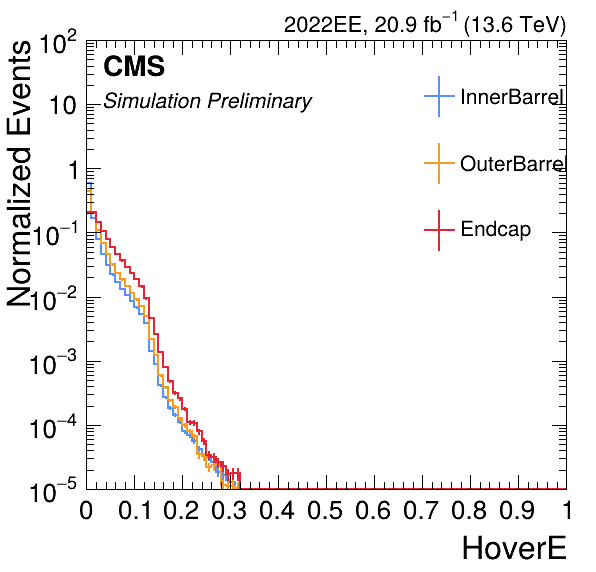 2022EE, 20.9 fb⁻¹ (13.6 TeV)
CMS
Simulation Preliminary
InnerBarrel
OuterBarrel
Endcap
Normalized Events
10²
10
1
10⁻¹
10⁻²
10⁻³
10⁻⁴
10⁻⁵
0 0.1 0.2 0.3 0.4 0.5 0.6 0.7 0.8 0.9 1
HoverE